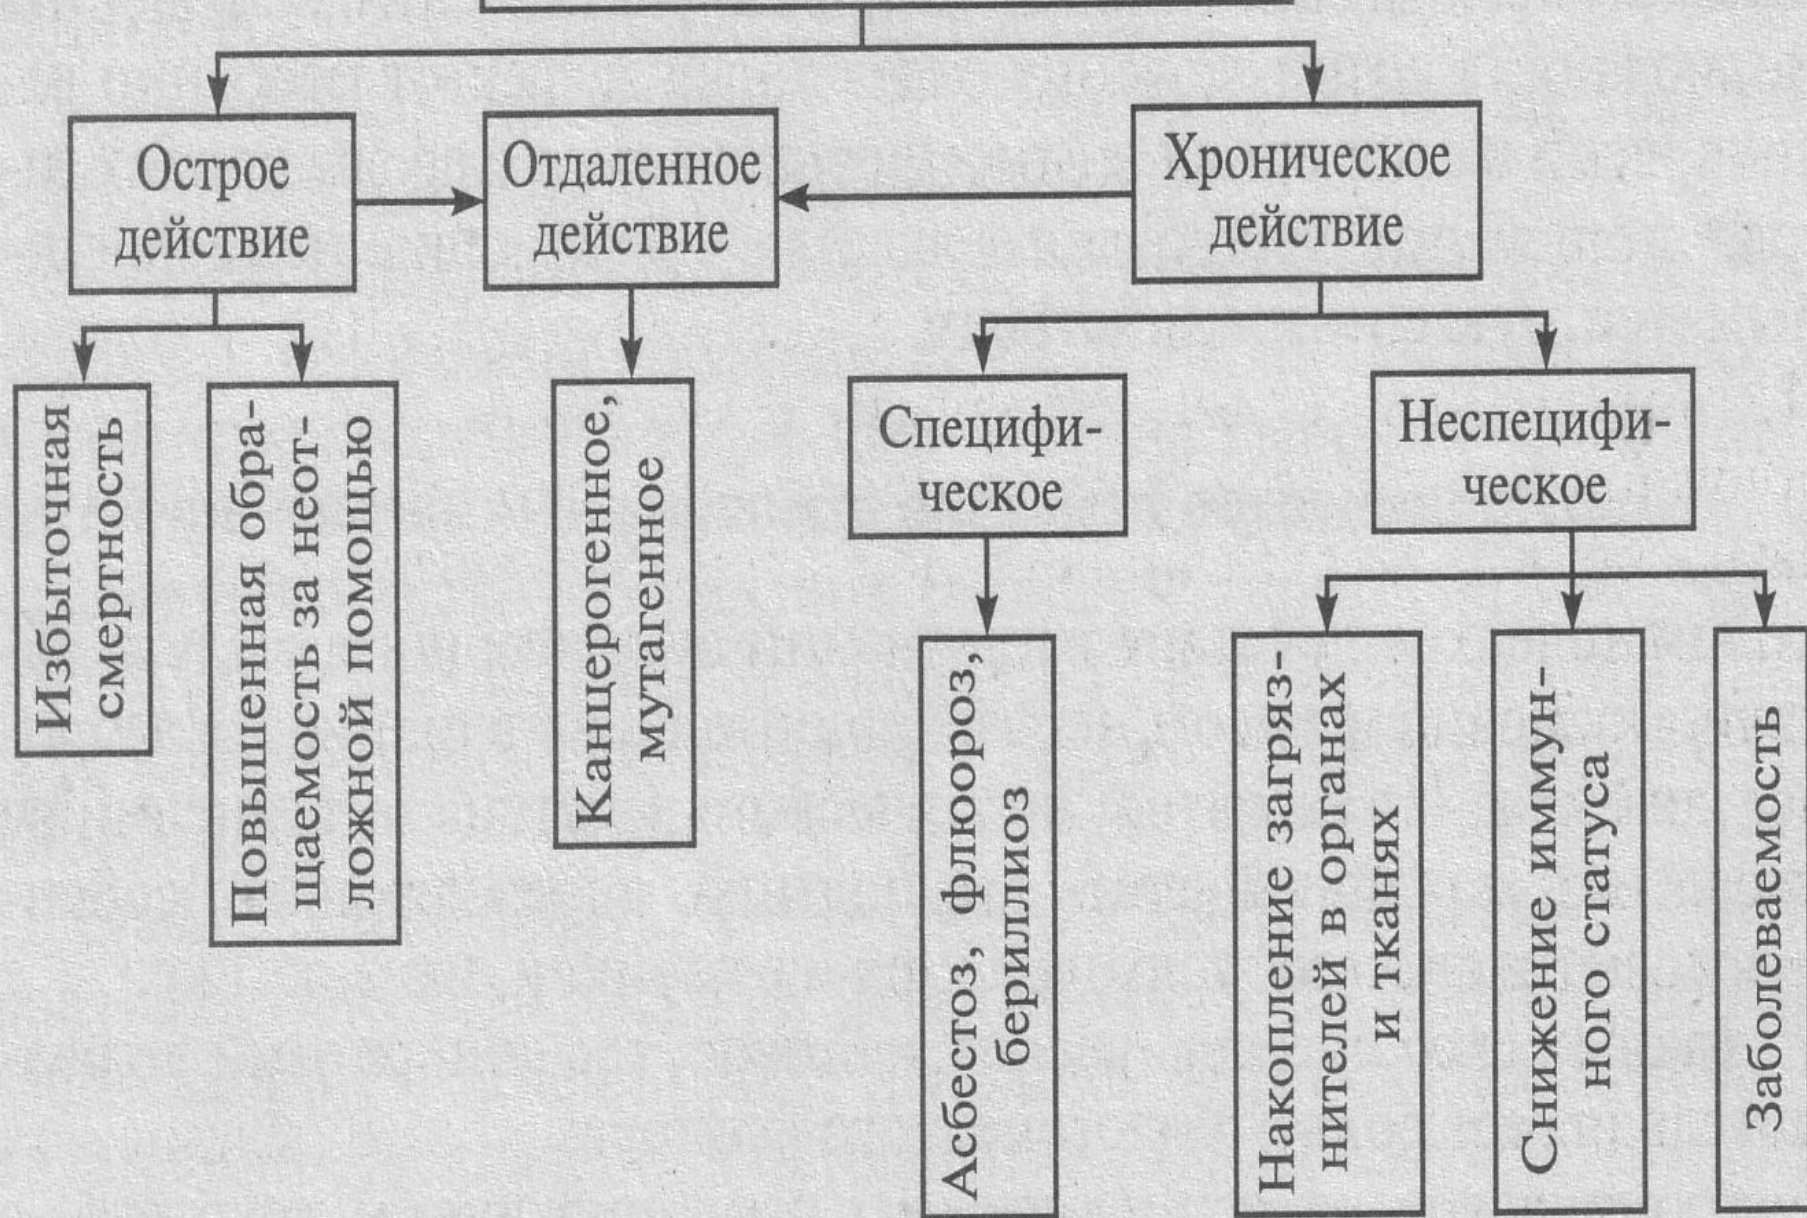 Острое
действие
Отдаленное
действие
Хроническое
действие
Избыточная
смертность
Повышенная обра-
щаемость за неот-
ложной помощью
Канцерогенное,
мутагенное
Специфи-
ческое
Неспецифи-
ческое
Асбестоз, флюороз,
бериллиоз
Накопление загряз-
нителей в органах
и тканях
Снижение иммун-
ного статуса
Заболеваемость